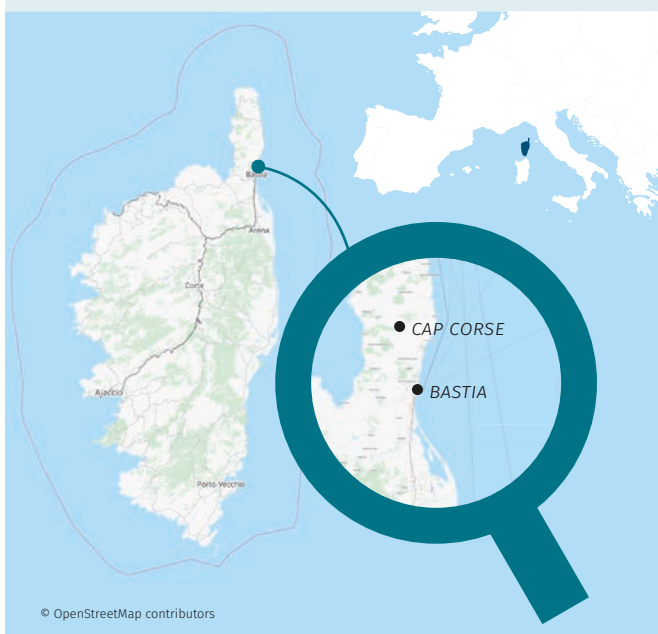 Bastia
Arena
Corte
Ajaccio
Porto Vecchio
CAP CORSE
BASTIA
© OpenStreetMap contributors